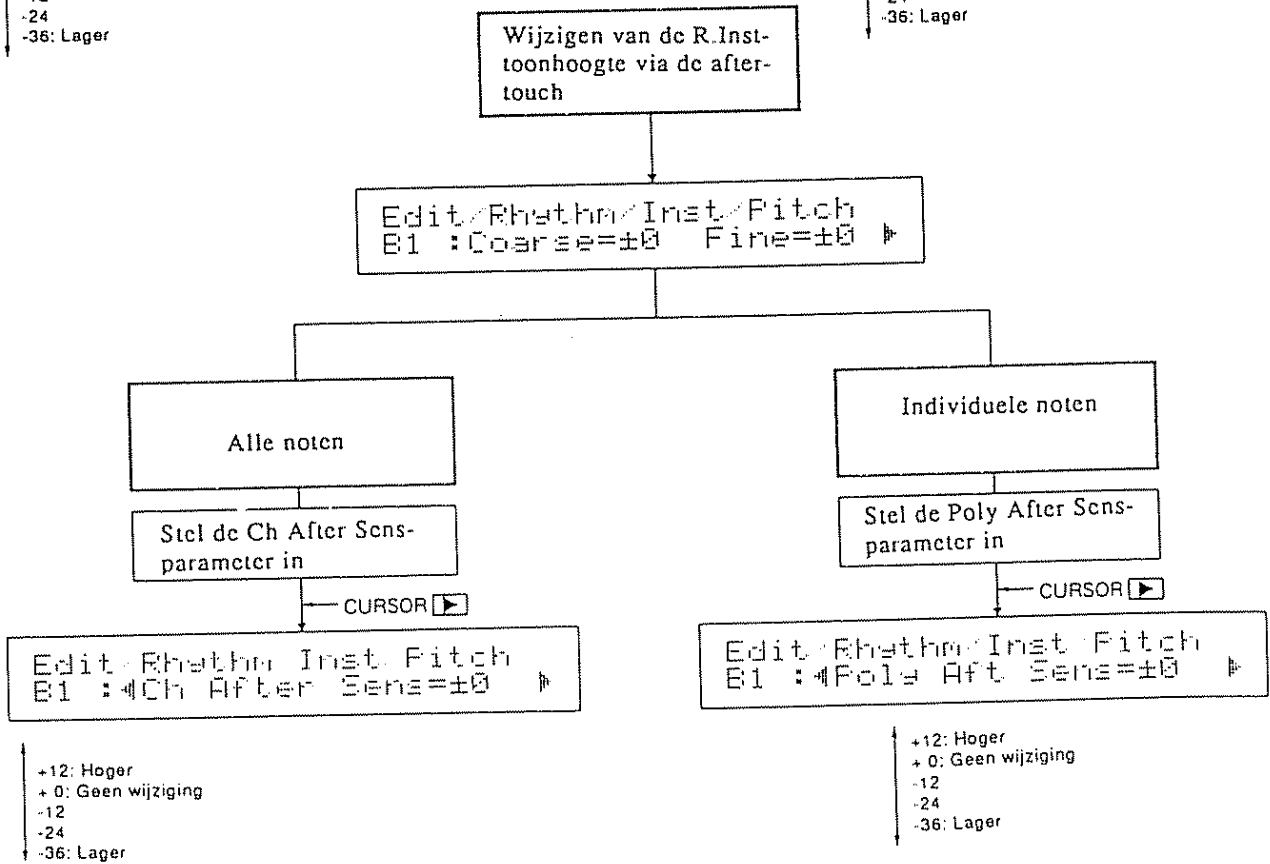 -24
-36: Lager
-36: Lager
Wijzigen van de R.Inst-
toonhoogte via de after-
touch
Edit/Rhythm/Inst/Pitch
B1 :Coarse=±0 Fine=±0
Alle noten
Individuele noten
Stel de Ch After Sens-
parameter in
Stel de Poly After Sens-
parameter in
CURSOR
CURSOR
Edit/Rhythm Inst Pitch
B1 :Ch After Sens=±0
Edit/Rhythm/Inst Pitch
B1 :Poly Aft Sens=±0
+12: Hoger
+ 0: Geen wijziging
-12
-24
-36: Lager
+12: Hoger
+ 0: Geen wijziging
-12
-24
-36: Lager